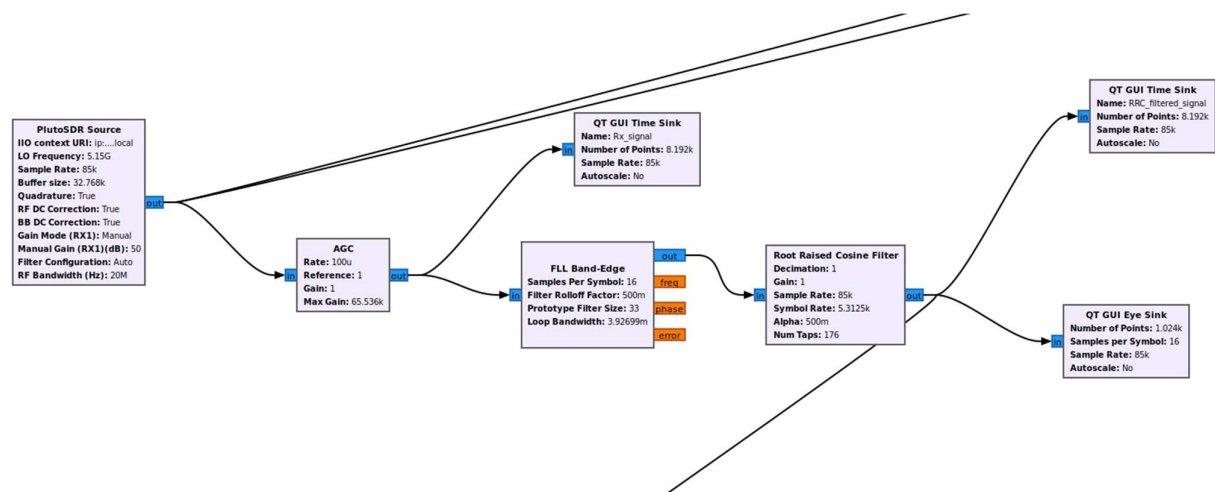 PlutoSDR Source
IIO context URI: ip:....local
LO Frequency: 5.15G
Sample Rate: 85k
Buffer size: 32.768k
Quadrature: True
RF DC Correction: True
BB DC Correction: True
Gain Mode (RX1): Manual
Manual Gain (RX1)(dB): 50
Filter Configuration: Auto
RF Bandwidth (Hz): 20M
out
AGC
Rate: 100u
Reference: 1
Gain: 1
Max Gain: 65.536k
in
out
QT GUI Time Sink
Name: Rx_signal
Number of Points: 8.192k
Sample Rate: 85k
Autoscale: No
in
FLL Band-Edge
Samples Per Symbol: 16
Filter Rolloff Factor: 500m
Prototype Filter Size: 33
Loop Bandwidth: 3.92699m
in
out
freq
phase
error
Root Raised Cosine Filter
Decimation: 1
Gain: 1
Sample Rate: 85k
Symbol Rate: 5.3125k
Alpha: 500m
Num Taps: 176
in
out
QT GUI Time Sink
Name: RRC_filtered_signal
Number of Points: 8.192k
Sample Rate: 85k
Autoscale: No
in
QT GUI Eye Sink
Number of Points: 1.024k
Samples per Symbol: 16
Sample Rate: 85k
Autoscale: No
in